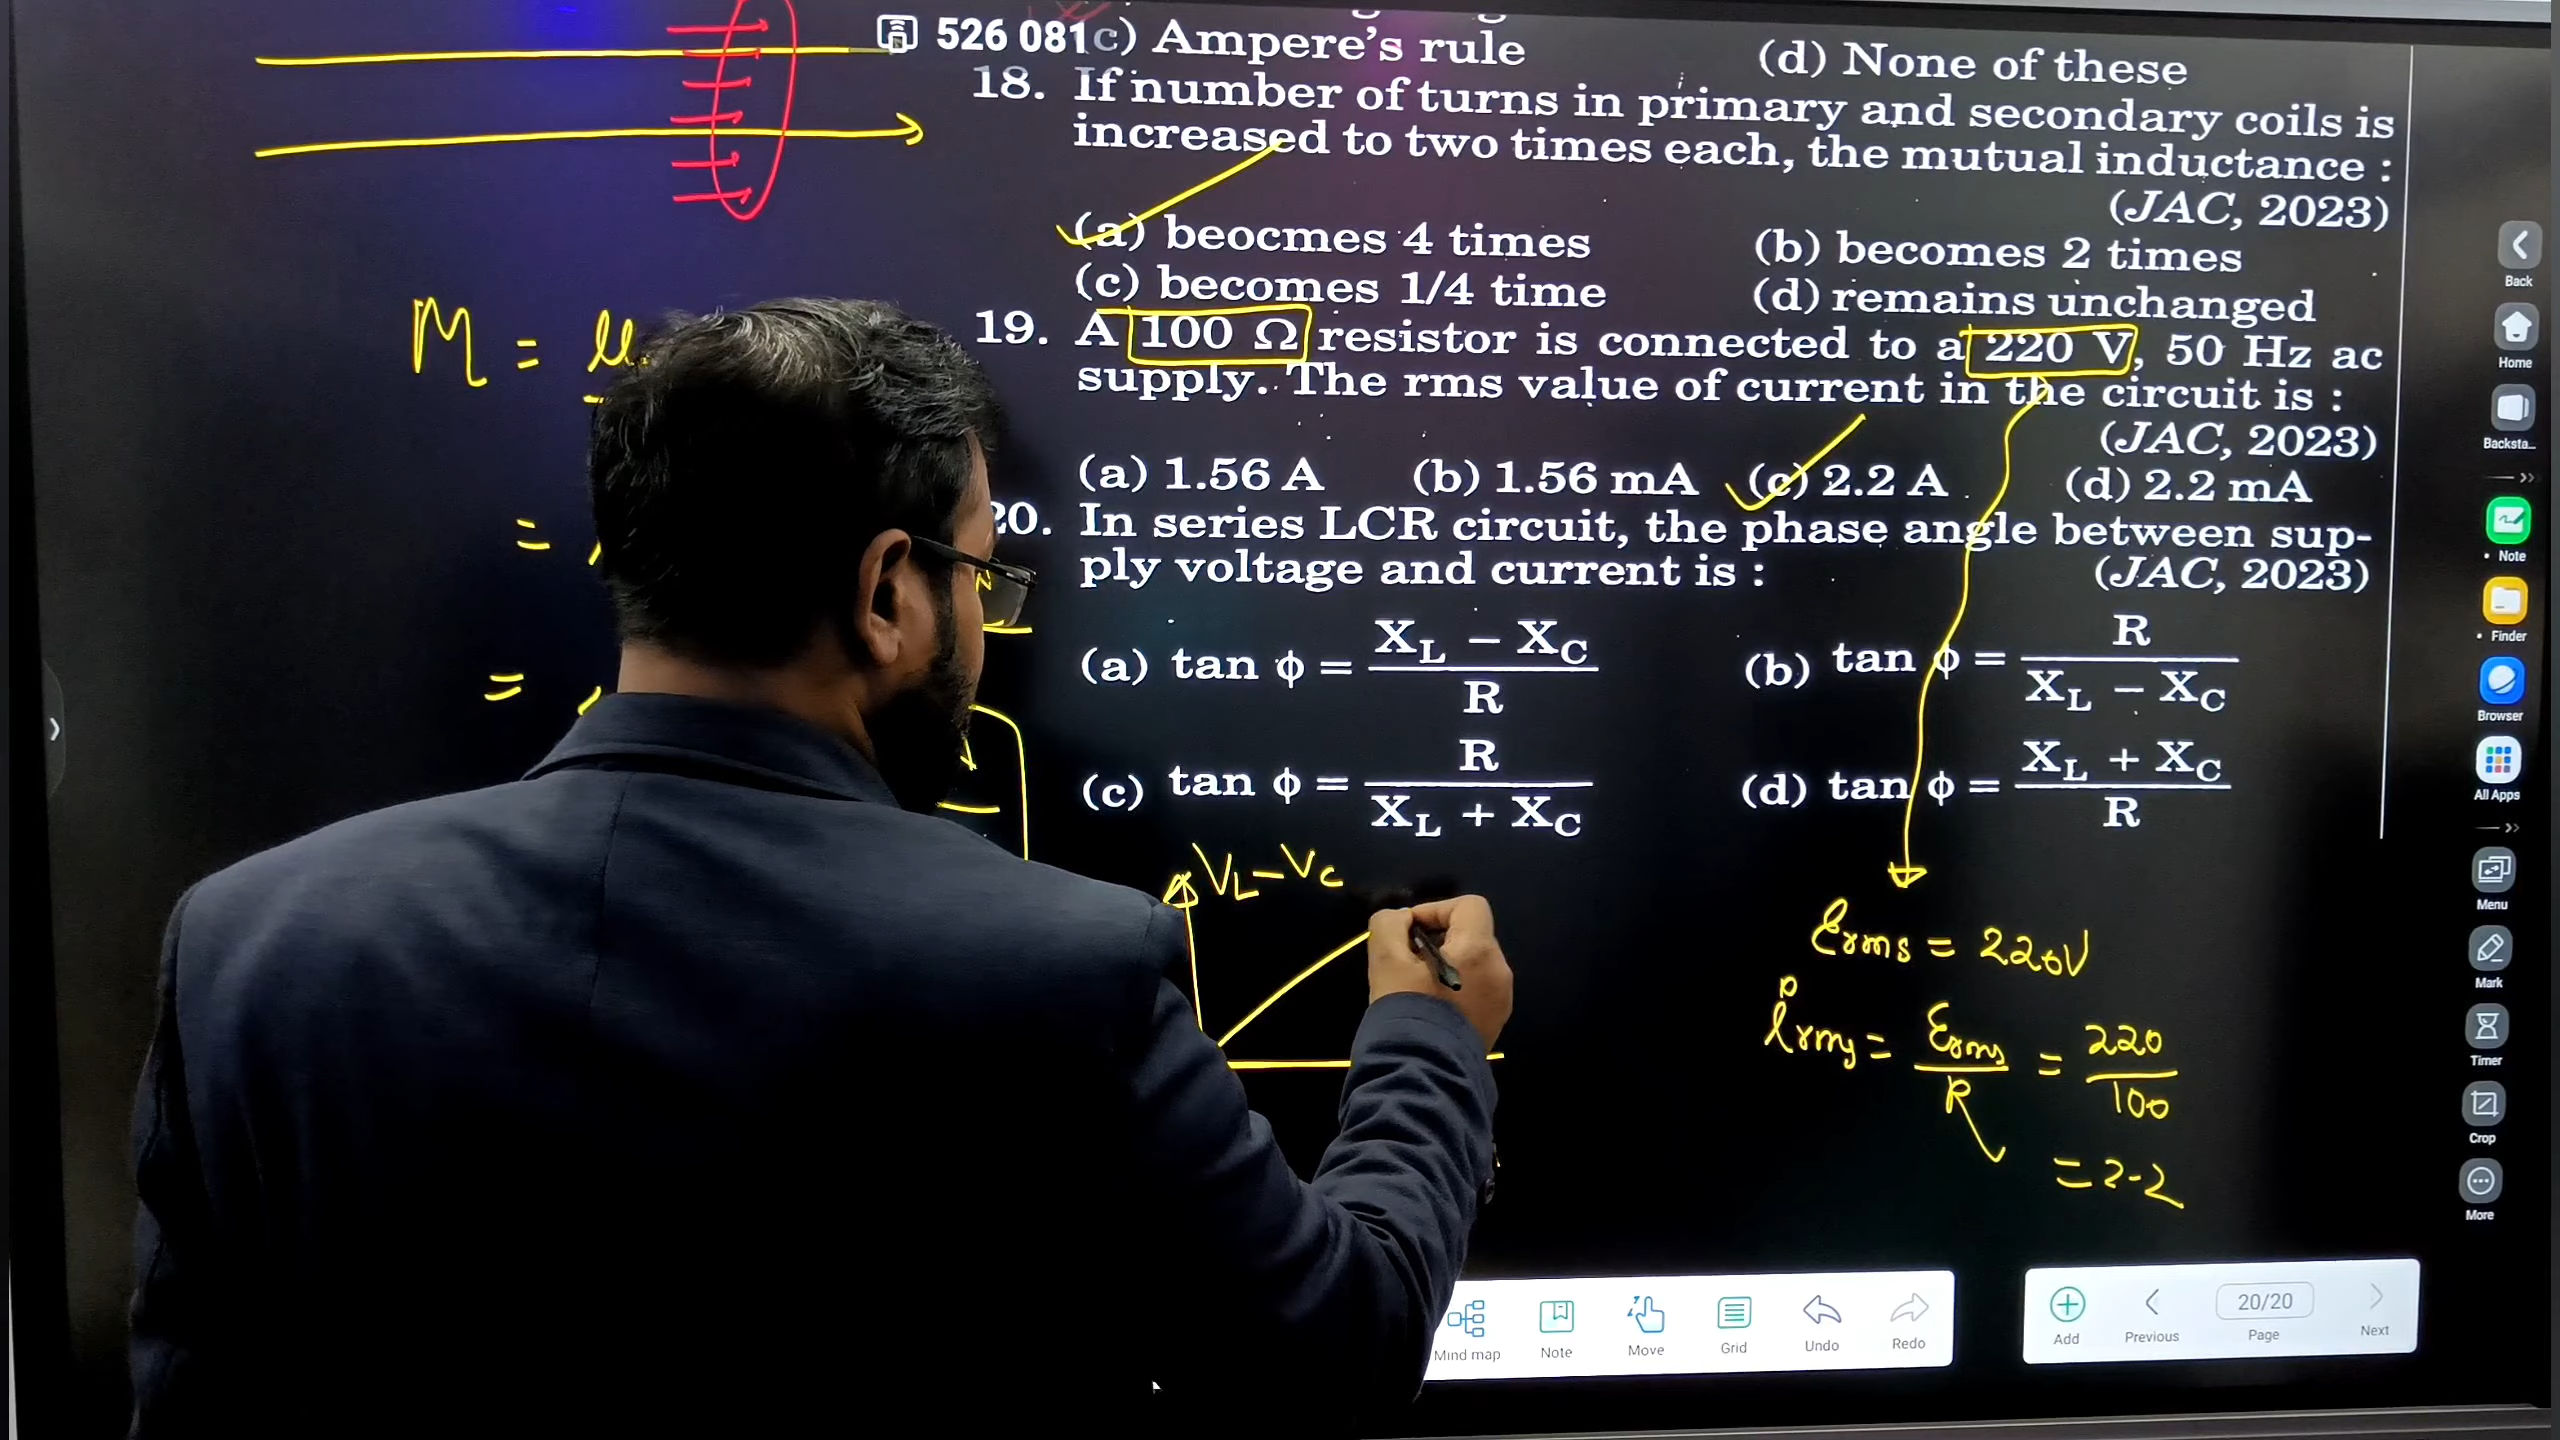 526 081
c) Ampere's rule (d) None of these
18. If number of turns in primary and secondary coils is
increased to two times each, the mutual inductance :
(JAC, 2023)
(a) beocmes 4 times (b) becomes 2 times
(c) becomes 1/4 time (d) remains unchanged
19. A 100 Ω resistor is connected to a 220 V, 50 Hz ac
supply. The rms value of current in the circuit is :
(JAC, 2023)
(a) 1.56 A (b) 1.56 mA (c) 2.2 A (d) 2.2 mA
20. In series LCR circuit, the phase angle between sup-
ply voltage and current is :
(JAC, 2023)
(a) tan ϕ = (X_L − X_C)/R (b) tan ϕ = R/(X_L − X_C)
(c) tan ϕ = R/(X_L + X_C) (d) tan ϕ = (X_L + X_C)/R
M = μ
=
=
V_L − V_C
Erms = 220V
irms = Erms/R = 220/100
= 2.2
Back
Home
Backsta...
Note
Finder
Browser
All Apps
Menu
Mark
Timer
Crop
More
Mind map Note Move Grid Undo Redo
Add Previous 20/20 Page Next